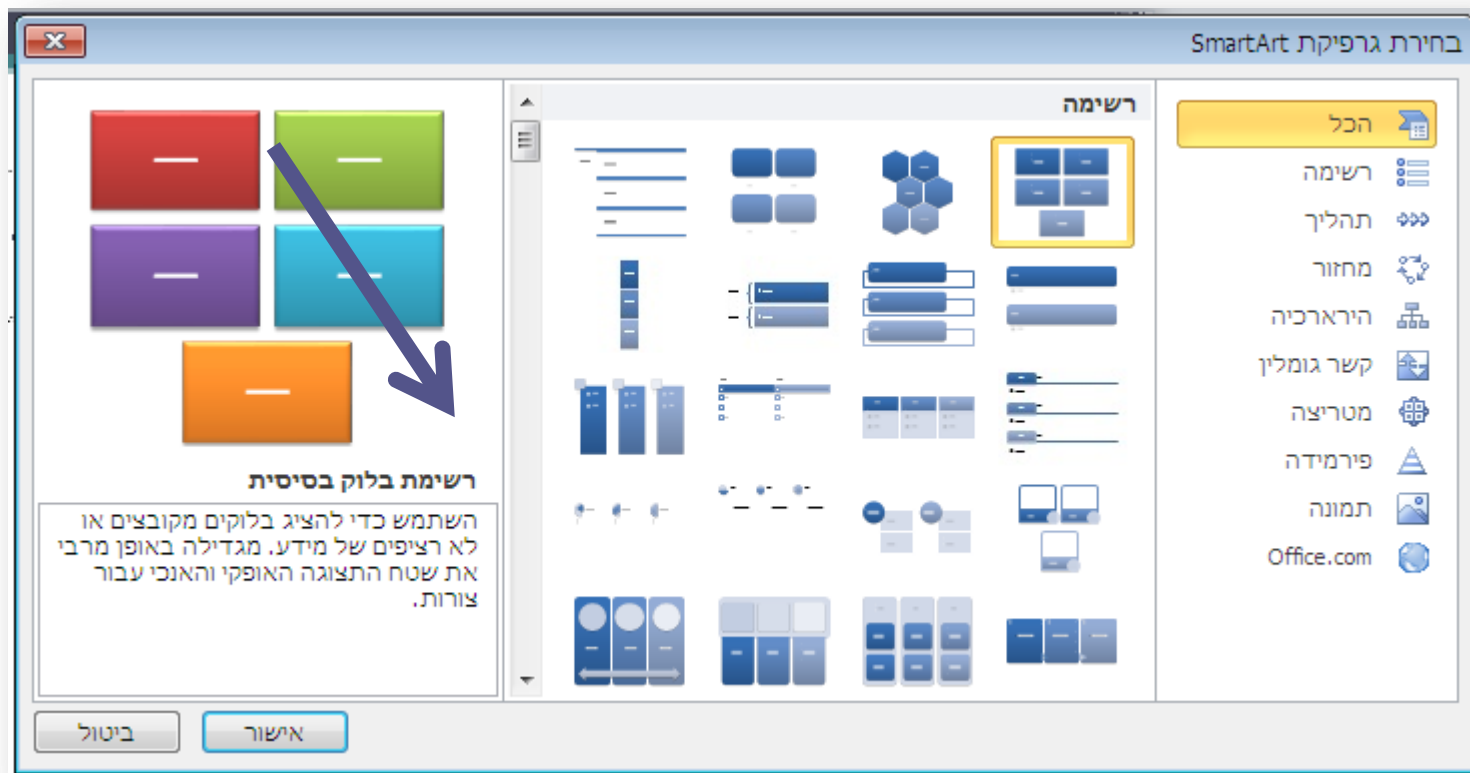 בחירת גרפיקת SmartArt
הכל
רשימה
תהליך
מחזור
היררכיה
קשר גומלין
מטריצה
פירמידה
תמונה
Office.com
רשימה
רשימת בלוק בסיסית
השתמש כדי להציג בלוקים מקובצים או
לא רציפים של מידע. מגדילה באופן מרבי
את שטח התצוגה האופקי והאנכי עבור
צורות.
אישור
ביטול